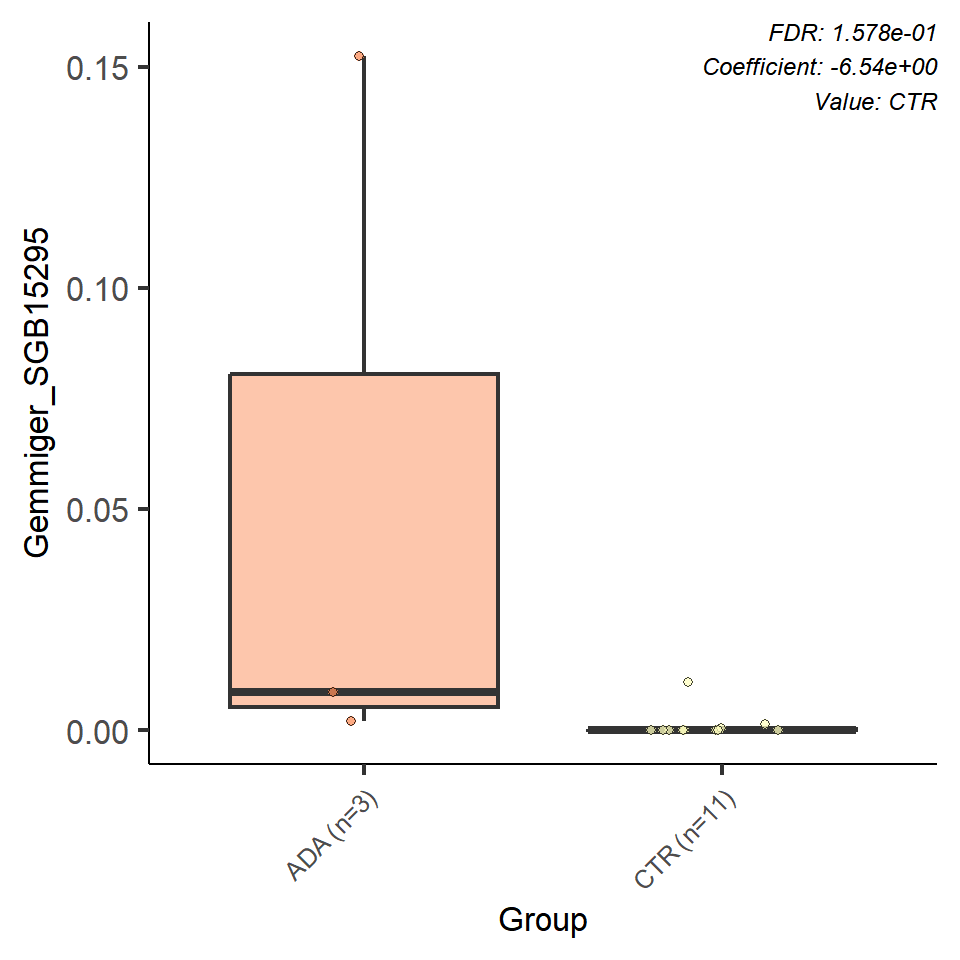 FDR: 1.578e-01
Coefficient: -6.54e+00
Value: CTR
Gemmiger_SGB15295
0.15
0.10
0.05
0.00
ADA (n=3)
CTR (n=11)
Group